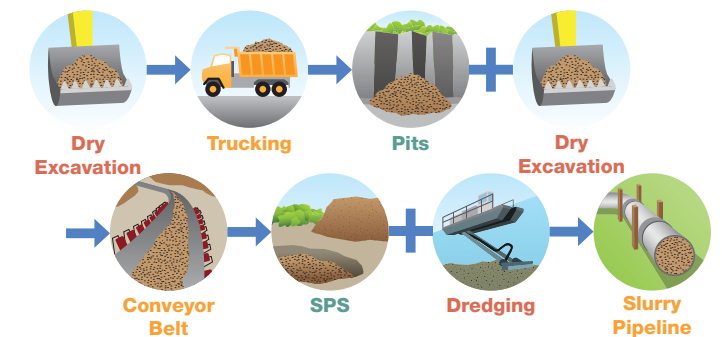 Dry
Excavation
Trucking
Pits
Dry
Excavation
Conveyor
Belt
SPS
Dredging
Slurry
Pipeline